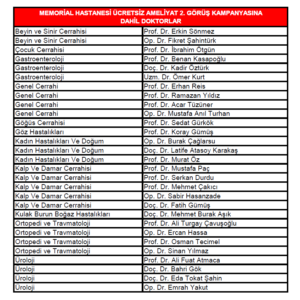 MEMORİAL HASTANESİ ÜCRETSİZ AMELİYAT 2. GÖRÜŞ KAMPANYASINA
DAHİL DOKTORLAR
Beyin ve Sinir Cerrahisi Prof. Dr. Erkin Sönmez
Beyin ve Sinir Cerrahisi Op. Dr. Fikret Şahintürk
Çocuk Cerrahisi Prof. Dr. İbrahim Ötgün
Gastroenteroloji Prof. Dr. Benan Kasapoğlu
Gastroenteroloji Doç. Dr. Kadir Öztürk
Gastroenteroloji Uzm. Dr. Ömer Kurt
Genel Cerrahi Prof. Dr. Erhan Reis
Genel Cerrahi Prof. Dr. Ramazan Yıldız
Genel Cerrahi Prof. Dr. Acar Tüzüner
Genel Cerrahi Op. Dr. Mustafa Anıl Turhan
Göğüs Cerrahisi Prof. Dr. Sedat Gürkök
Göz Hastalıkları Prof. Dr. Koray Gümüş
Kadın Hastalıkları Ve Doğum Op. Dr. Burak Çağlarsu
Kadın Hastalıkları Ve Doğum Doç. Dr. Latife Atasoy Karakaş
Kadın Hastalıkları Ve Doğum Prof. Dr. Murat Öz
Kalp Ve Damar Cerrahisi Prof. Dr. Mustafa Paç
Kalp Ve Damar Cerrahisi Prof. Dr. Serkan Durdu
Kalp Ve Damar Cerrahisi Prof. Dr. Mehmet Çakıcı
Kalp Ve Damar Cerrahisi Op. Dr. Sabir Hasanzade
Kalp Ve Damar Cerrahisi Doç. Dr. Fatih Gümüş
Kulak Burun Boğaz Hastalıkları Doç. Dr. Mehmet Burak Aşık
Ortopedi ve Travmatoloji Prof. Dr. Ali Turgay Çavuşoğlu
Ortopedi ve Travmatoloji Op. Dr. Ercan Hassa
Ortopedi ve Travmatoloji Prof. Dr. Osman Tecimel
Ortopedi ve Travmatoloji Op. Dr. Sinan Yılmaz
Üroloji Prof. Dr. Ali Fuat Atmaca
Üroloji Doç. Dr. Bahri Gök
Üroloji Doç. Dr. Eda Tokat Şahin
Üroloji Op. Dr. Emrah Yakut